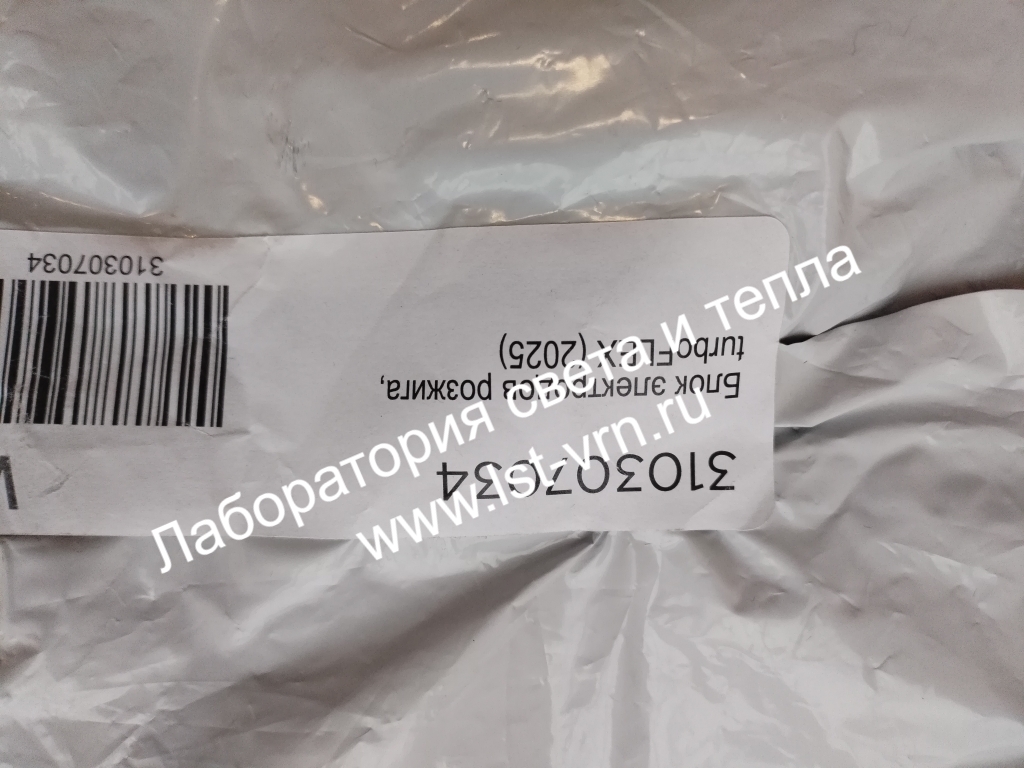 310307034
Блок электродов розжига,
turboFLEX (2025)
310307034
Лаборатория света и тепла
www.lst-vrn.ru